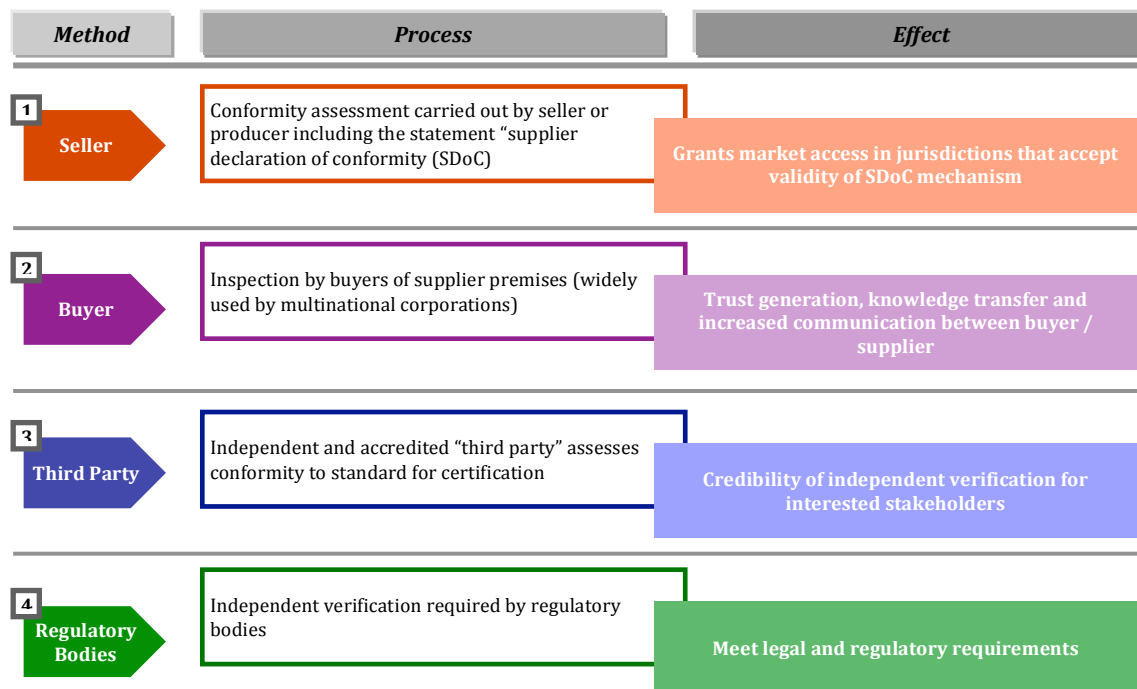 Method
Process
Effect
1
Seller
Conformity assessment carried out by seller or
producer including the statement “supplier
declaration of conformity (SDoC)
Grants market access in jurisdictions that accept
validity of SDoC mechanism
2
Buyer
Inspection by buyers of supplier premises (widely
used by multinational corporations)
Trust generation, knowledge transfer and
increased communication between buyer /
supplier
3
Third Party
Independent and accredited “third party” assesses
conformity to standard for certification
Credibility of independent verification for
interested stakeholders
4
Regulatory
Bodies
Independent verification required by regulatory
bodies
Meet legal and regulatory requirements